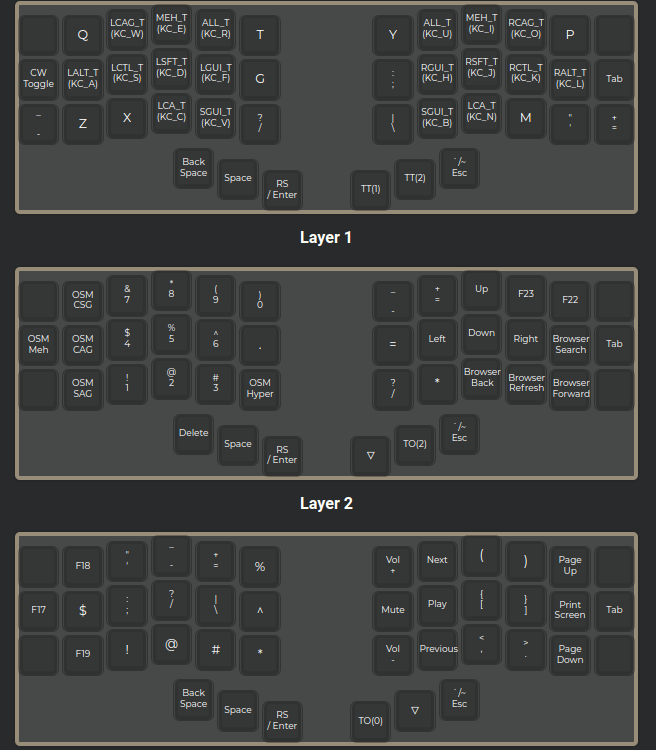 Q LCAG_T (KC_W) MEH_T (KC_E) ALL_T (KC_R) T Y ALL_T (KC_U) MEH_T (KC_I) RCAG_T (KC_O) P
CW Toggle LALT_T (KC_A) LCTL_T (KC_S) LSFT_T (KC_D) LGUI_T (KC_F) G : ; RGUI_T (KC_H) RSFT_T (KC_J) RCTL_T (KC_K) RALT_T (KC_L) Tab
_ - Z X LCA_T (KC_C) SGUI_T (KC_V) ? / | \ SGUI_T (KC_B) LCA_T (KC_N) M " ' + =
Back Space Space RS / Enter TT(1) TT(2) ` /~ Esc
Layer 1
OSM CSG & 7 * 8 ( 9 ) 0 _ - + = Up F23 F22
OSM Meh OSM CAG $ 4 % 5 ^ 6 . = Left Down Right Browser Search Tab
OSM SAG ! 1 @ 2 # 3 OSM Hyper ? / * Browser Back Browser Refresh Browser Forward
Delete Space RS / Enter ▽ TO(2) ` /~ Esc
Layer 2
F18 " ' _ - + = % Vol + Next ( ) Page Up
F17 $ : ; ? / | \ ^ Mute Play { [ } ] Print Screen Tab
F19 ! @ # * Vol - Previous < , > . Page Down
Back Space Space RS / Enter TO(0) ▽ ` /~ Esc